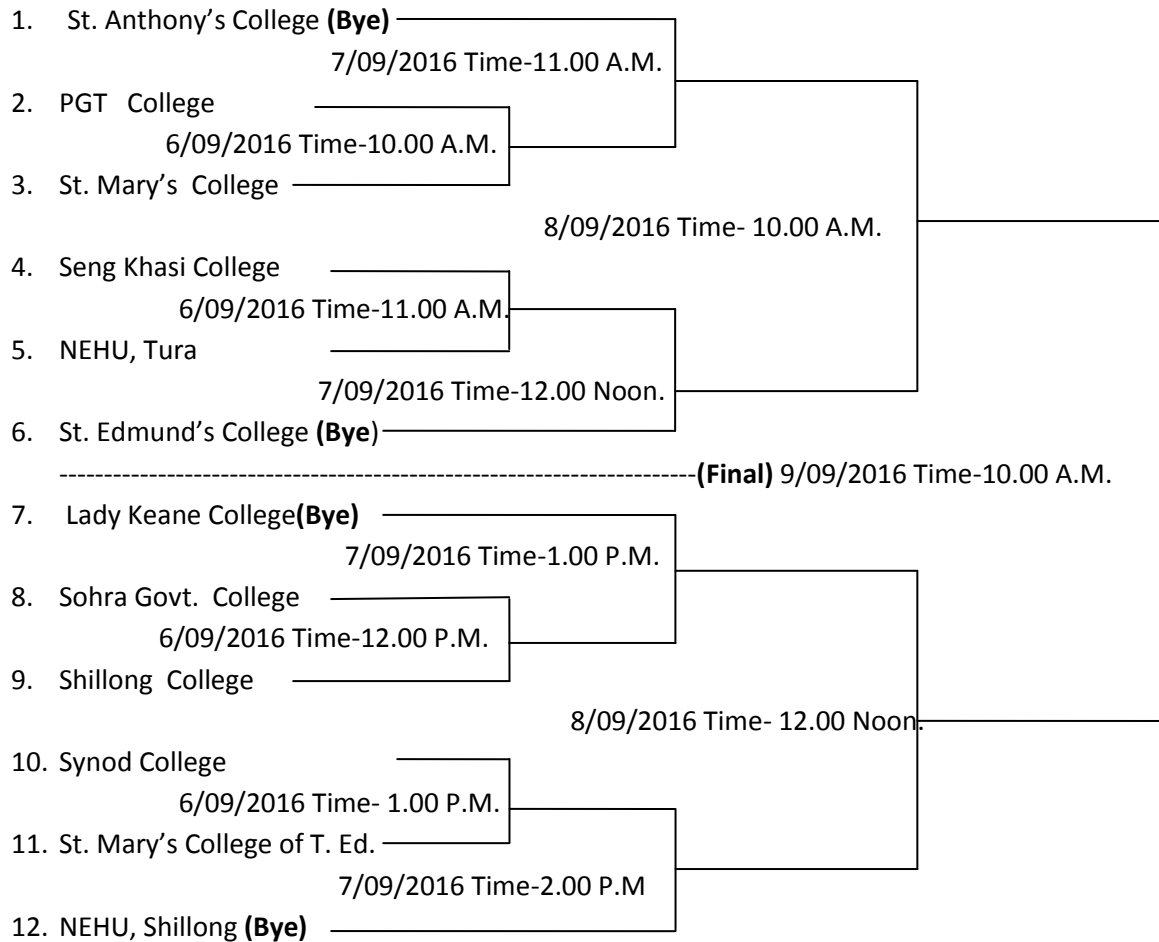 1. St. Anthony’s College (Bye)
7/09/2016 Time-11.00 A.M.
2. PGT College
6/09/2016 Time-10.00 A.M.
3. St. Mary’s College
8/09/2016 Time- 10.00 A.M.
4. Seng Khasi College
6/09/2016 Time-11.00 A.M.
5. NEHU, Tura
7/09/2016 Time-12.00 Noon.
6. St. Edmund’s College (Bye)
-----------------------------------------------------------------------(Final) 9/09/2016 Time-10.00 A.M.
7. Lady Keane College(Bye)
7/09/2016 Time-1.00 P.M.
8. Sohra Govt. College
6/09/2016 Time-12.00 P.M.
9. Shillong College
8/09/2016 Time- 12.00 Noon.
10. Synod College
6/09/2016 Time- 1.00 P.M.
11. St. Mary’s College of T. Ed.
7/09/2016 Time-2.00 P.M
12. NEHU, Shillong (Bye)